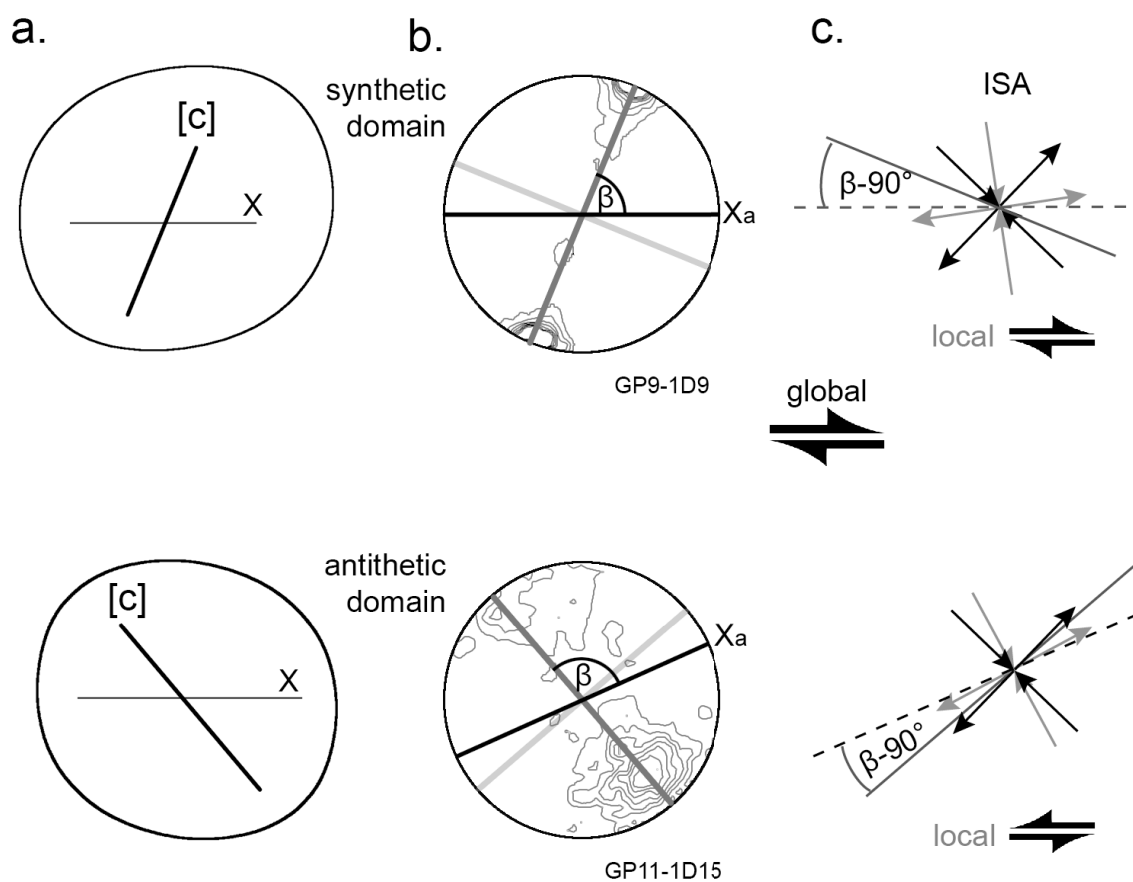 a.
b.
c.
synthetic
domain
[c]
X
β
Xa
GP9-1D9
ISA
β-90°
local
global
antithetic
domain
[c]
X
β
Xa
GP11-1D15
β-90°
local